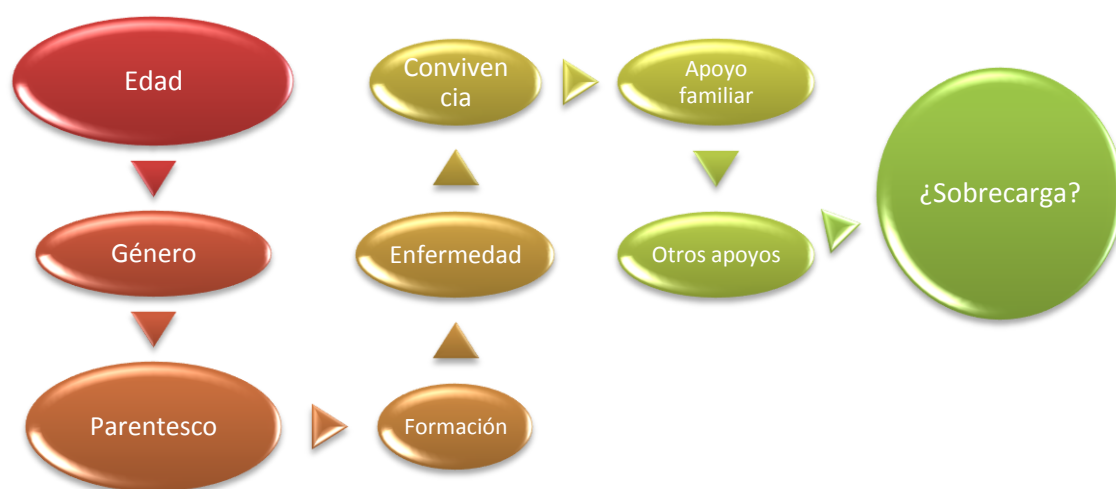 Edad
Género
Parentesco
Formación
Enfermedad
Conviven
cia
Apoyo
familiar
Otros apoyos
¿Sobrecarga?